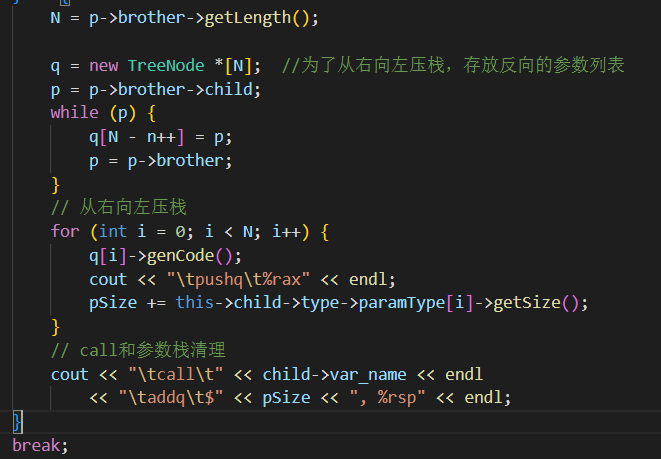 {
N = p->brother->getLength();
q = new TreeNode *[N];  //为了从右向左压栈，存放反向的参数列表
p = p->brother->child;
while (p) {
q[N - n++] = p;
p = p->brother;
}
// 从右向左压栈
for (int i = 0; i < N; i++) {
q[i]->genCode();
cout << "\tpushq\t%rax" << endl;
pSize += this->child->type->paramType[i]->getSize();
}
// call和参数栈清理
cout << "\tcall\t" << child->var_name << endl
<< "\taddq\t$" << pSize << ", %rsp" << endl;
}
break;